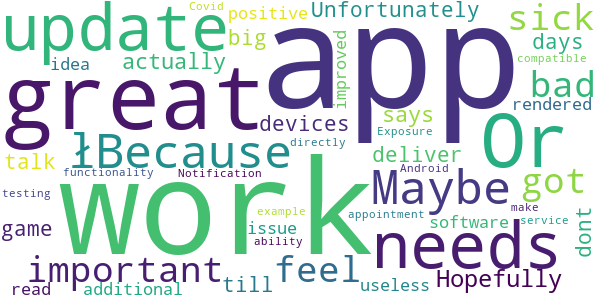 Covid
update
positive
Unfortunately
sick
big
idea
actually
improved
app
days
compatible
great
bad
devices
says
rendered
Exposure
łBecause
Or
talk
directly
deliver
functionality
Notification
Android
Maybe
got
testing
work
needs
make
example
appointment
service
game
issue
ability
software
dont
important
feel
Hopefully
read
additional
till
useless